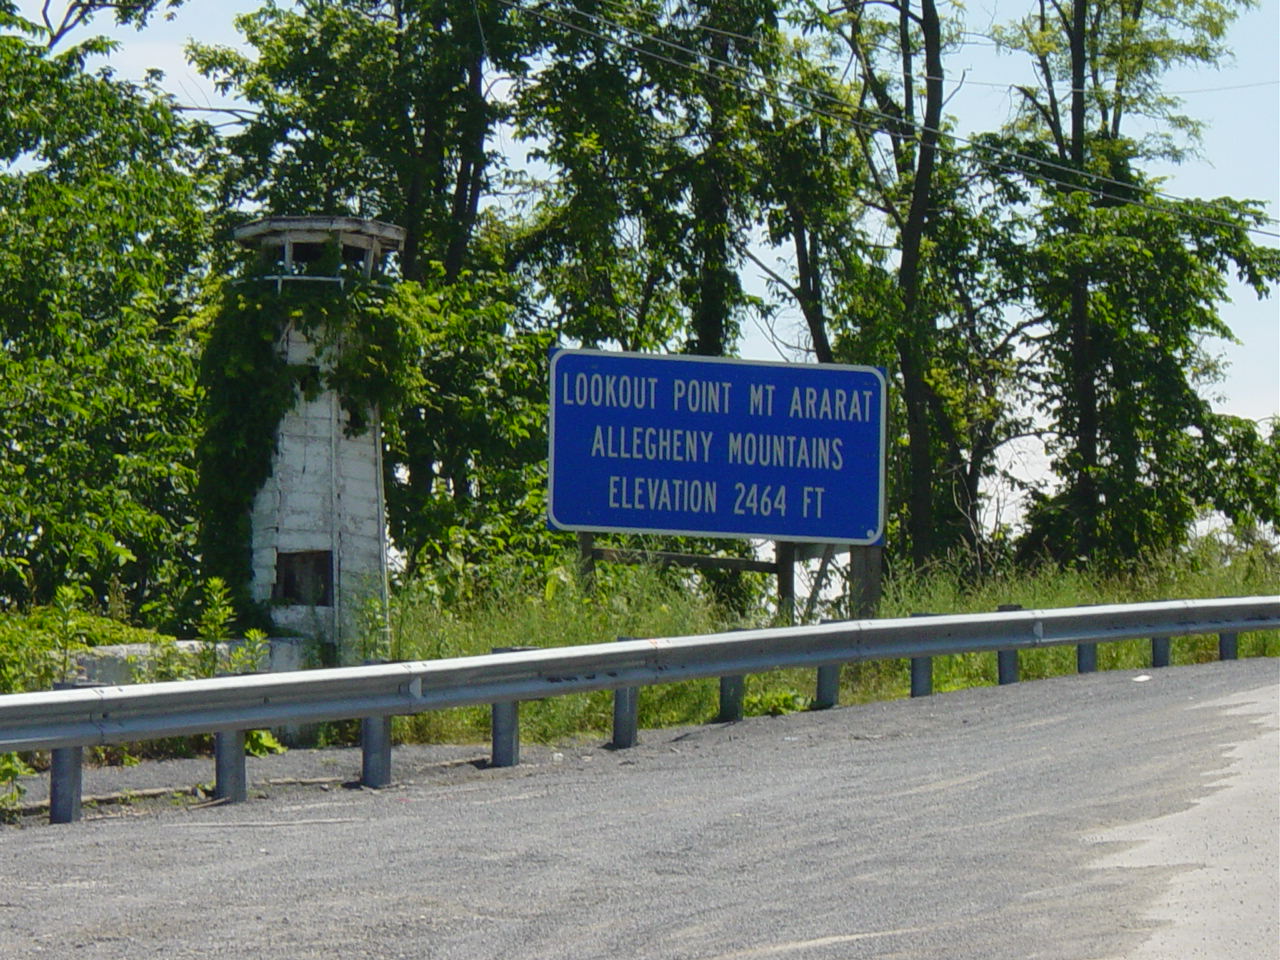 LOOKOUT POINT MT ARARAT
ALLEGHENY MOUNTAINS
ELEVATION 2464 FT